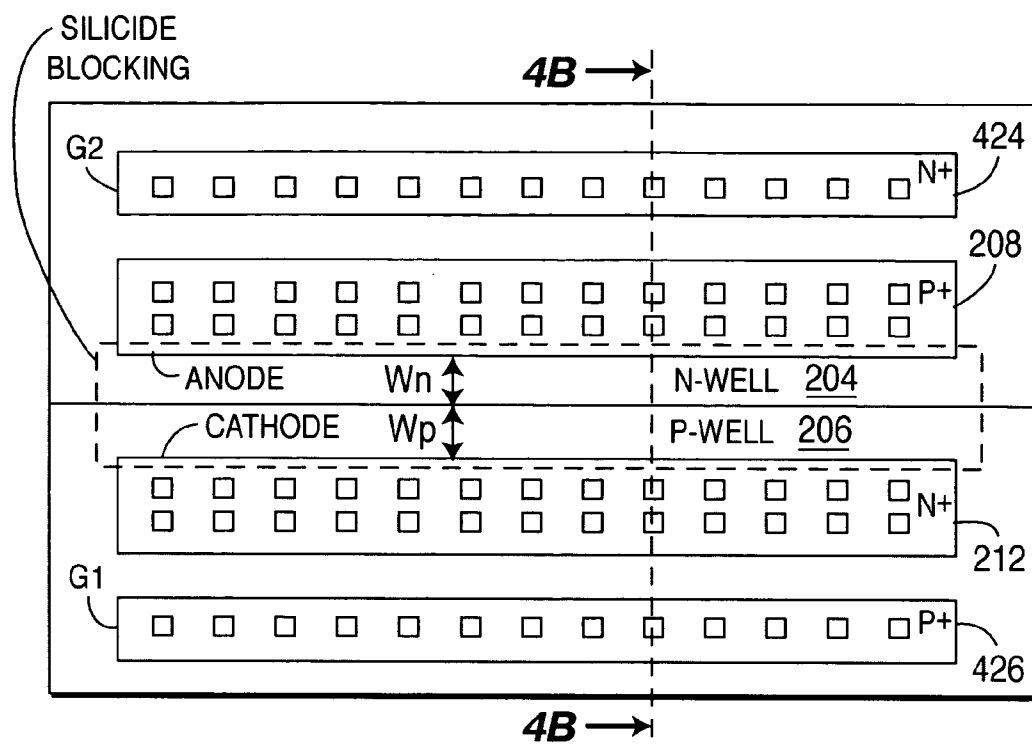 SILICIDE
BLOCKING
4B
G2
N+
424
208
P+
ANODE
Wn
N-WELL 204
CATHODE
Wp
P-WELL 206
N+
212
G1
P+
426
4B